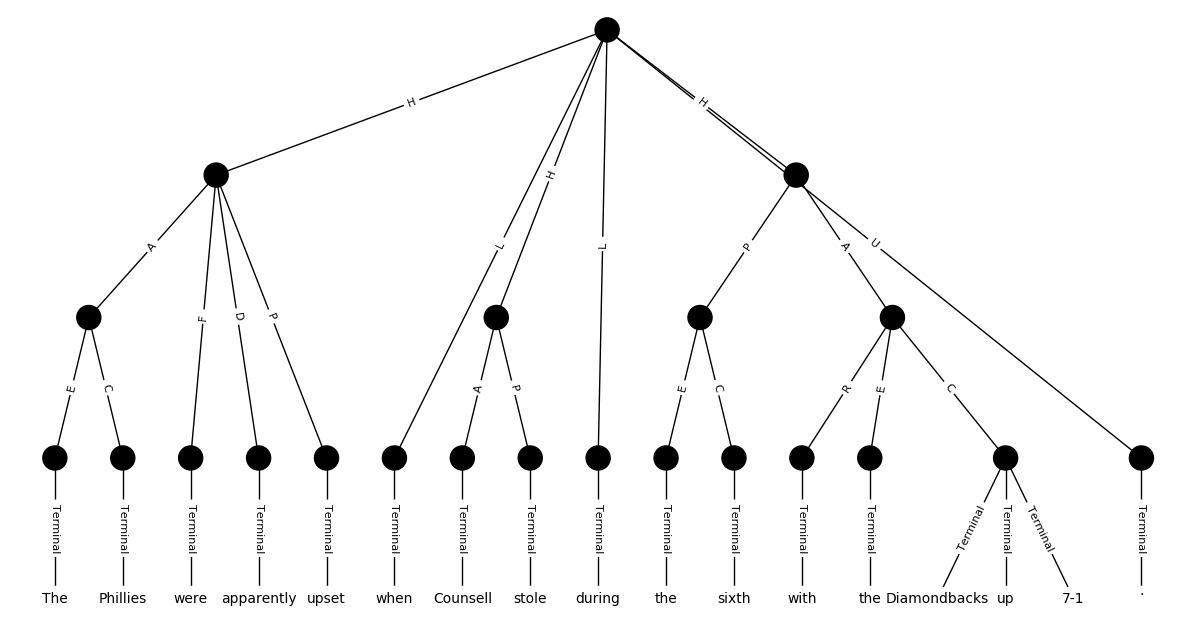 H
H
H
L
L
P
A
U
A
F
D
P
E
C
A
P
E
C
R
E
C
Terminal Terminal Terminal Terminal Terminal Terminal Terminal Terminal Terminal Terminal Terminal Terminal Terminal Terminal Terminal Terminal Terminal
The Phillies were apparently upset when Counsell stole during the sixth with the Diamondbacks up 7-1 .